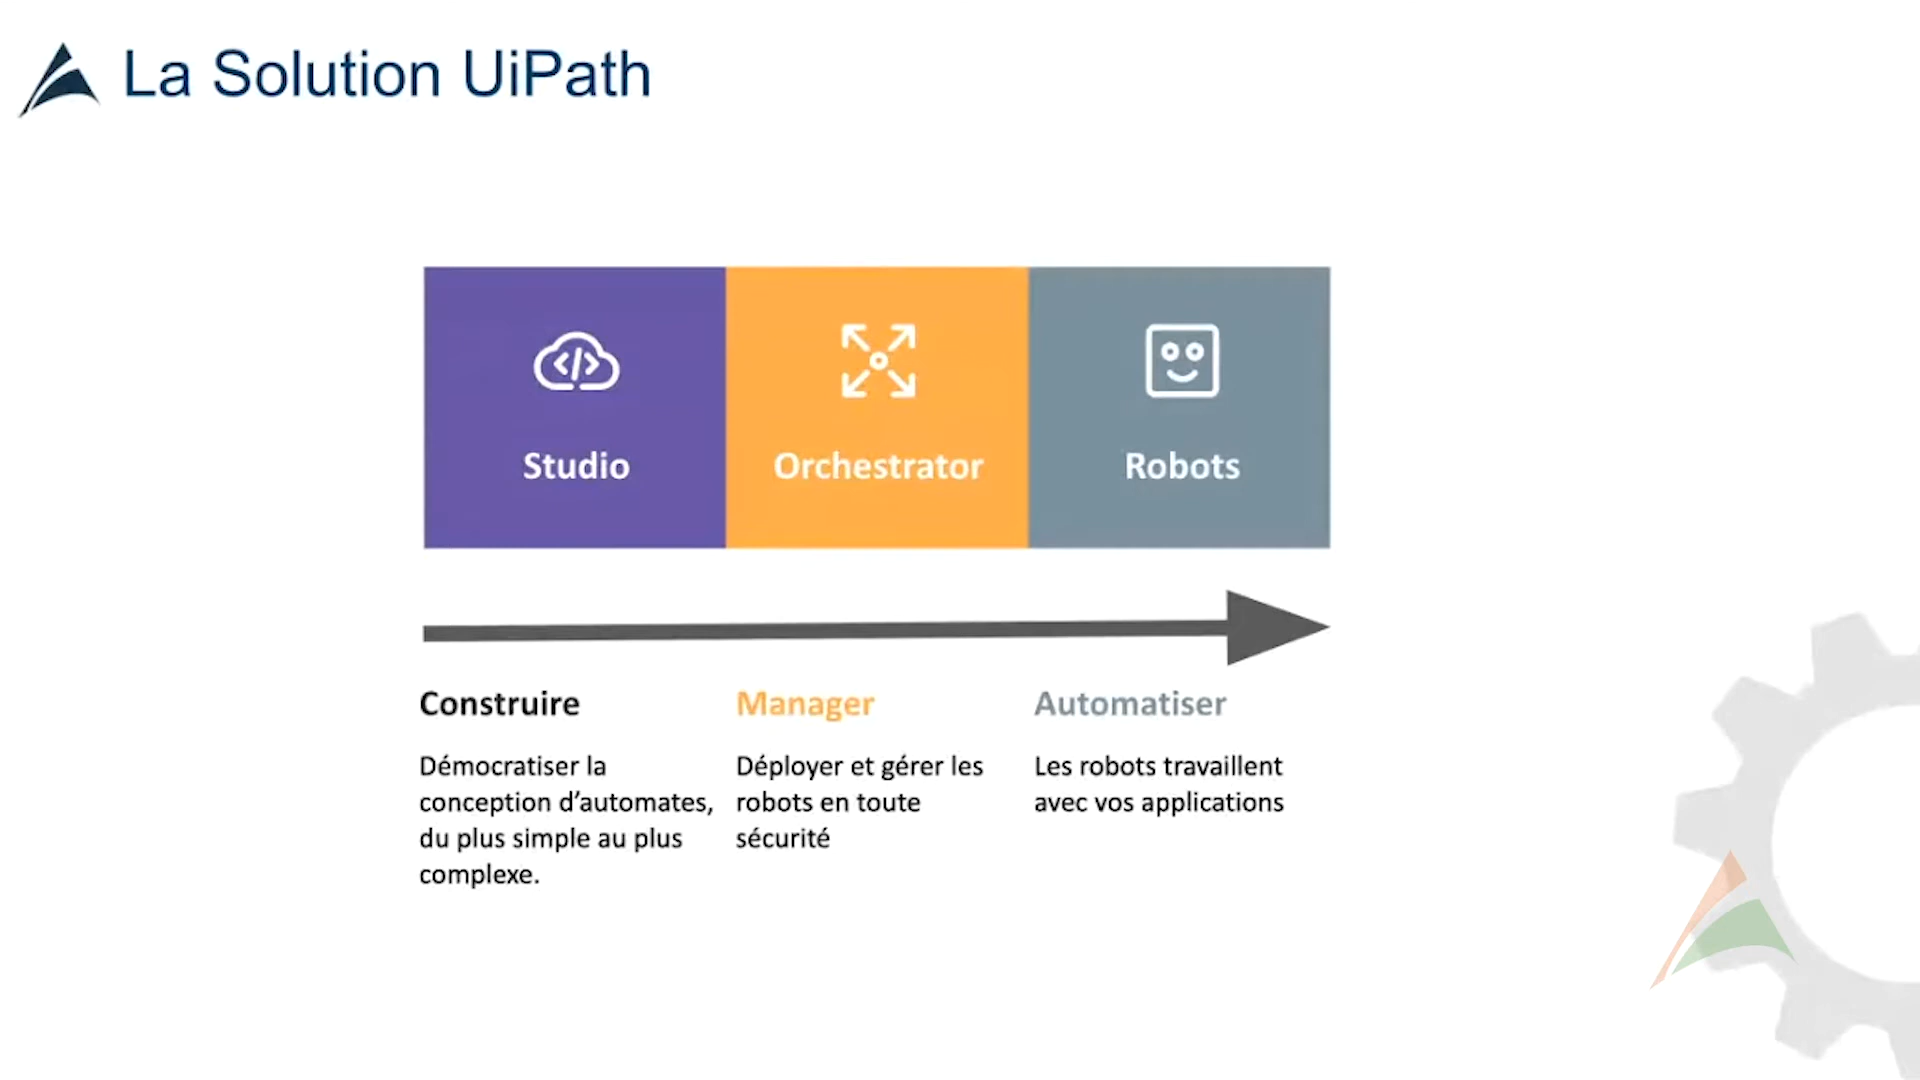 La Solution UiPath
Studio
Orchestrator
Robots
Construire
Démocratiser la
conception d’automates,
du plus simple au plus
complexe.
Manager
Déployer et gérer les
robots en toute
sécurité
Automatiser
Les robots travaillent
avec vos applications